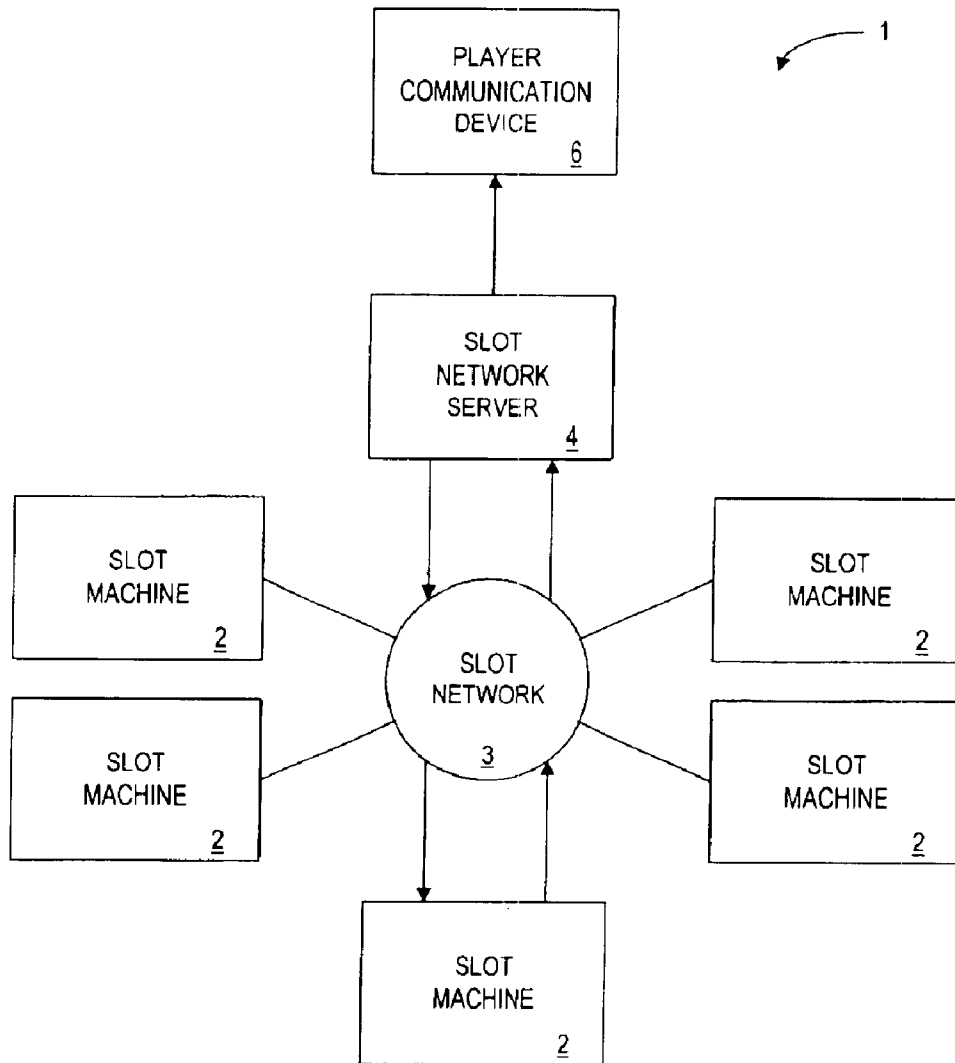 1
PLAYER
COMMUNICATION
DEVICE
6
SLOT
NETWORK
SERVER
4
SLOT
MACHINE
2
SLOT
MACHINE
2
SLOT
NETWORK
3
SLOT
MACHINE
2
SLOT
MACHINE
2
SLOT
MACHINE
2